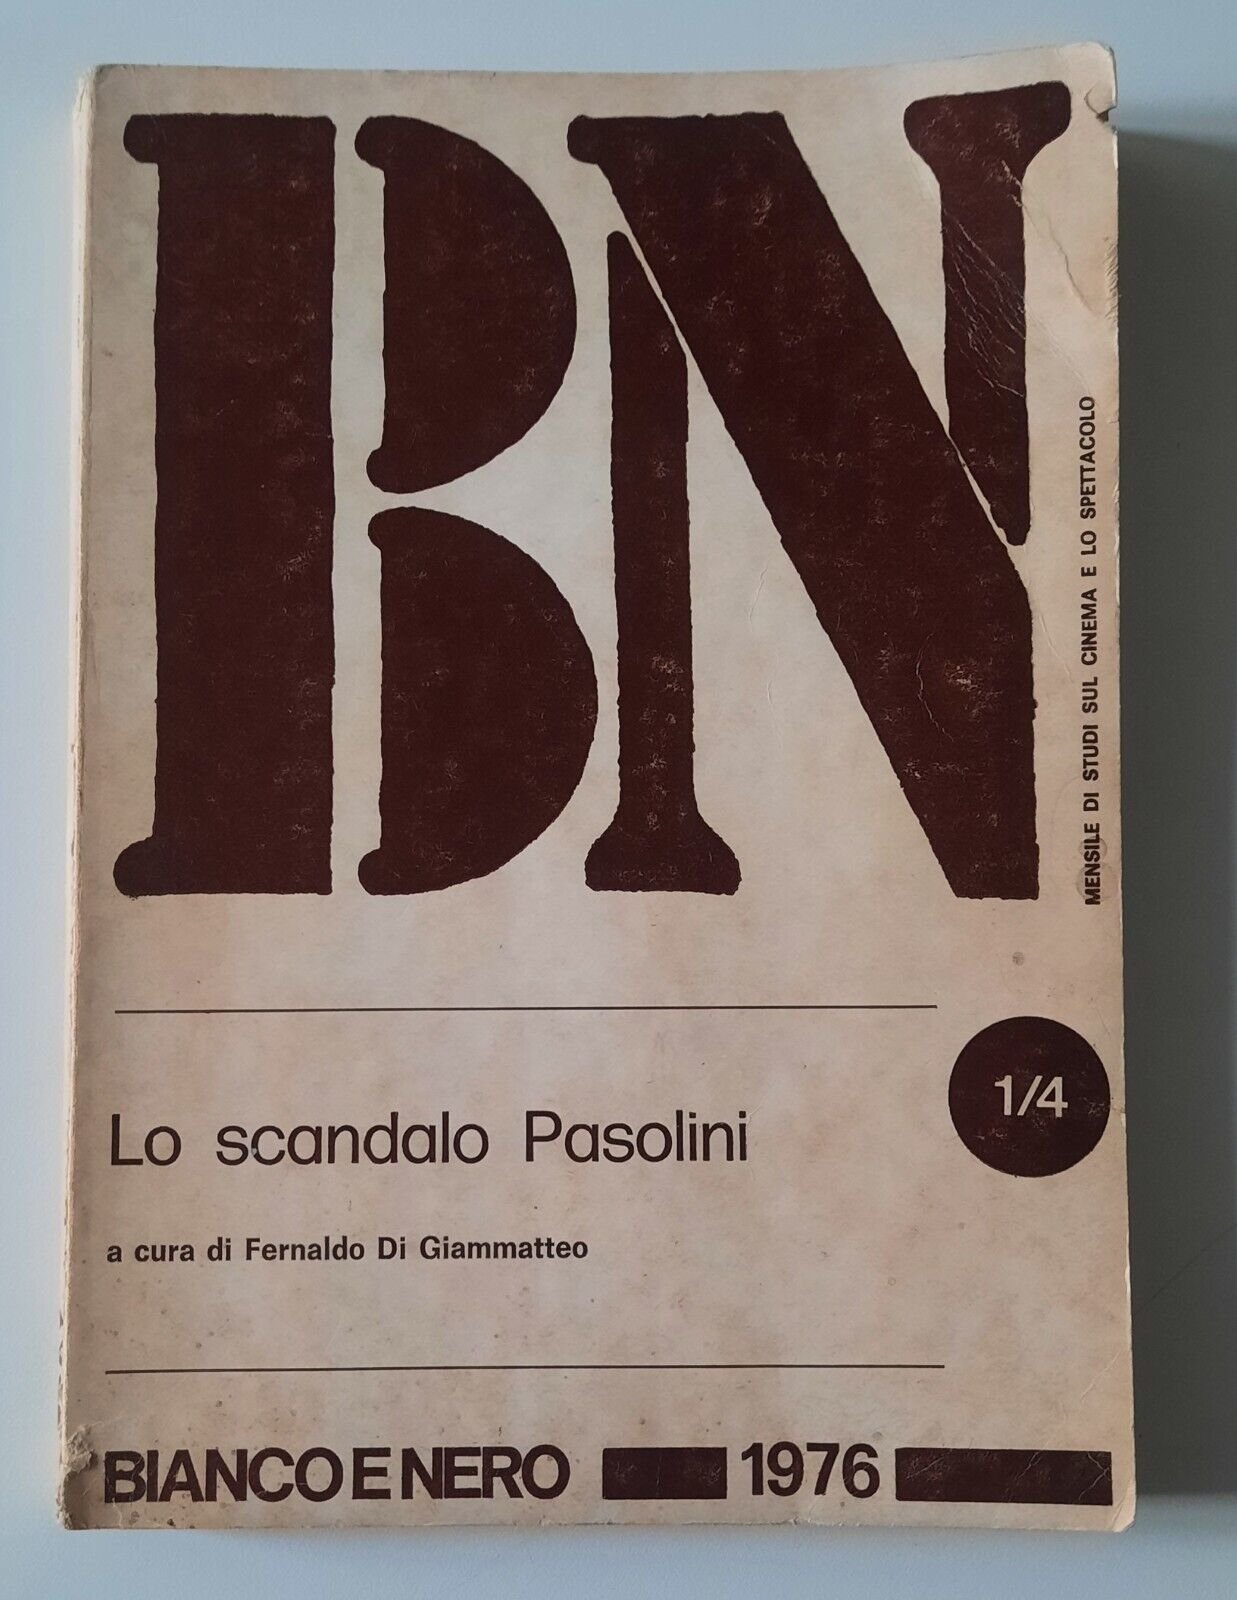 BN
MENSILE DI STUDI SUL CINEMA E LO SPETTACOLO
1/4
Lo scandalo Pasolini
a cura di Fernaldo Di Giammatteo
BIANCO E NERO 1976